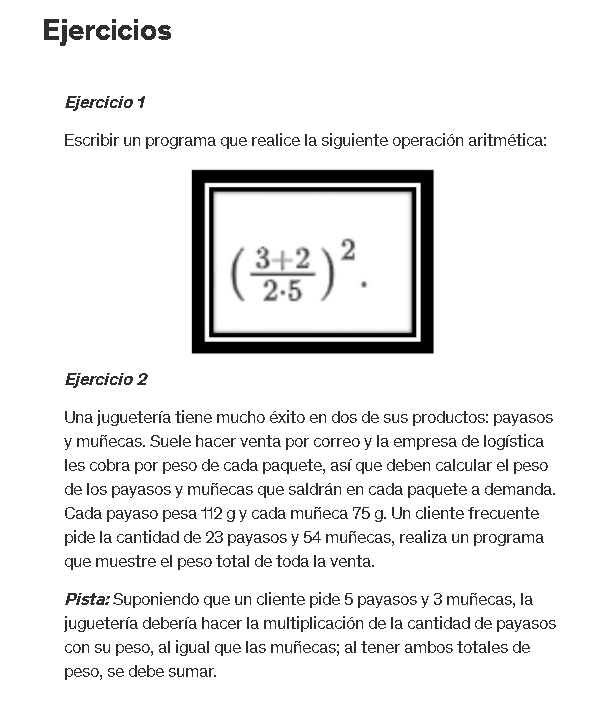 Ejercicios
Ejercicio 1
Escribir un programa que realice la siguiente operación aritmética:
(3+2 / 2·5)².
Ejercicio 2
Una juguetería tiene mucho éxito en dos de sus productos: payasos
y muñecas. Suele hacer venta por correo y la empresa de logística
les cobra por peso de cada paquete, así que deben calcular el peso
de los payasos y muñecas que saldrán en cada paquete a demanda.
Cada payaso pesa 112 g y cada muñeca 75 g. Un cliente frecuente
pide la cantidad de 23 payasos y 54 muñecas, realiza un programa
que muestre el peso total de toda la venta.
Pista: Suponiendo que un cliente pide 5 payasos y 3 muñecas, la
juguetería debería hacer la multiplicación de la cantidad de payasos
con su peso, al igual que las muñecas; al tener ambos totales de
peso, se debe sumar.